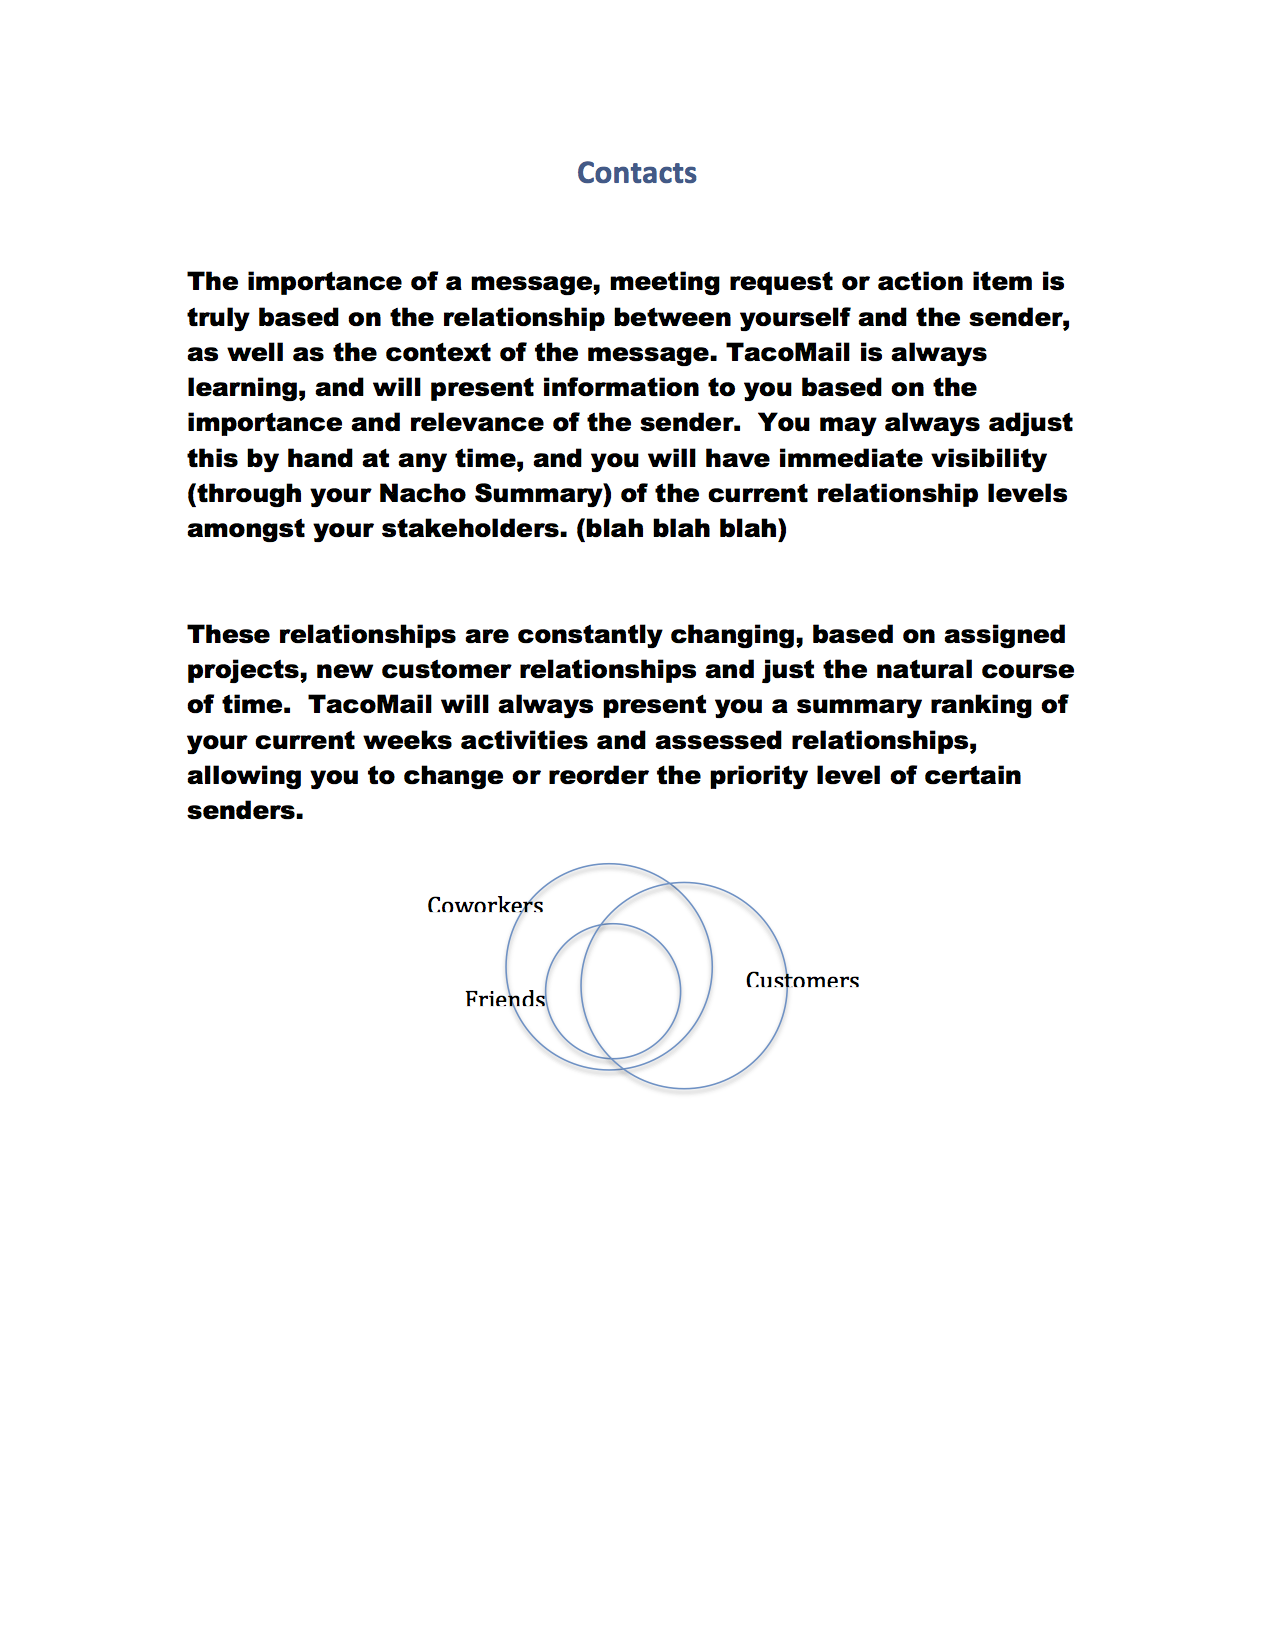 Contacts
The importance of a message, meeting request or action item is
truly based on the relationship between yourself and the sender,
as well as the context of the message. TacoMail is always
learning, and will present information to you based on the
importance and relevance of the sender.  You may always adjust
this by hand at any time, and you will have immediate visibility
(through your Nacho Summary) of the current relationship levels
amongst your stakeholders. (blah blah blah)
These relationships are constantly changing, based on assigned
projects, new customer relationships and just the natural course
of time.  TacoMail will always present you a summary ranking of
your current weeks activities and assessed relationships,
allowing you to change or reorder the priority level of certain
senders.
Coworkers
Customers
Friends